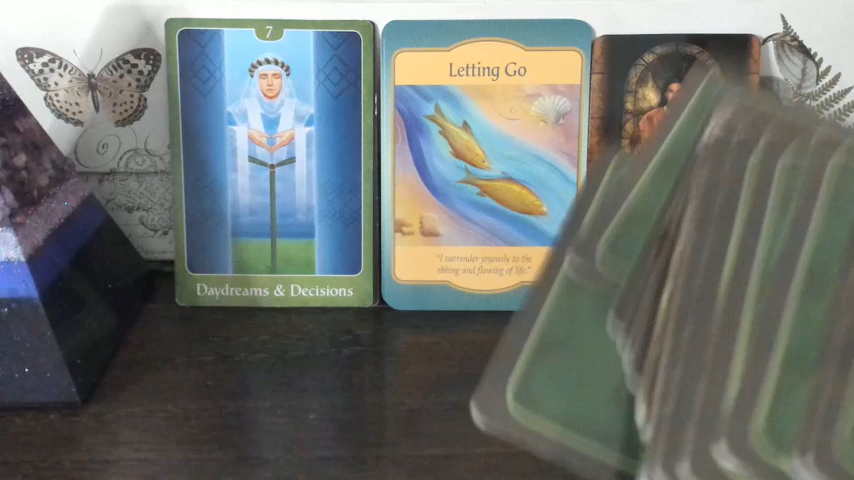 7
Daydreams & Decisions
Letting Go
"I surrender joyously to the
ebbing and flowing of life."